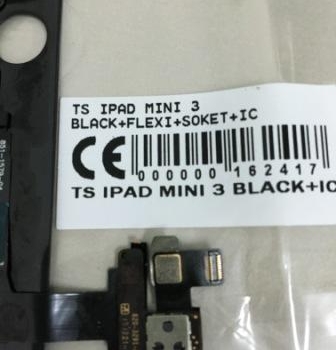 TS IPAD MINI 3
BLACK+FLEXI+SOKET+IC
CE
000000 162417
TS IPAD MINI 3 BLACK+IC